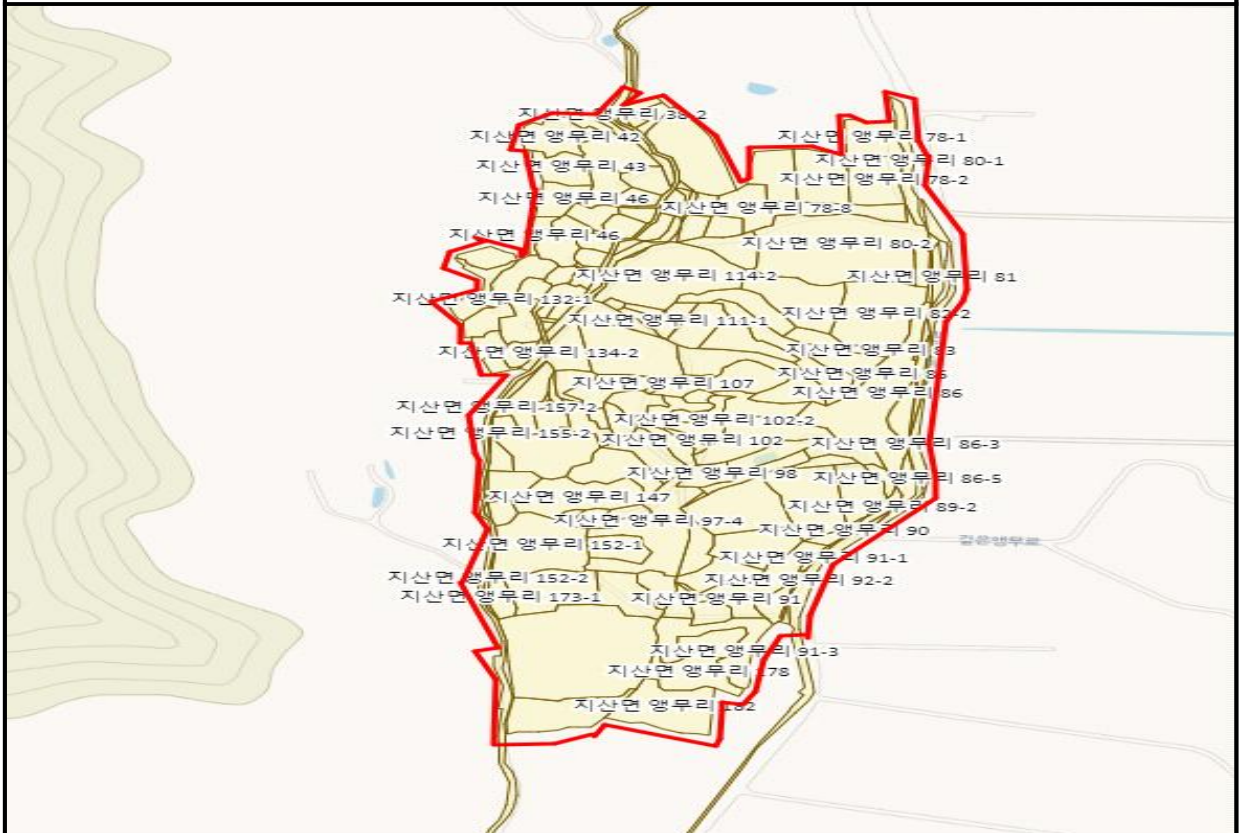 지산면 앵무리 38-2
지산면 앵무리 42
지산면 앵무리 78-1
지산면 앵무리 80-1
지산면 앵무리 43
지산면 앵무리 78-2
지산면 앵무리 46
지산면 앵무리 78-8
지산면 앵무리 46
지산면 앵무리 80-2
지산면 앵무리 114-2
지산면 앵무리 81
지산면 앵무리 132-1
지산면 앵무리 82-2
지산면 앵무리 111-1
지산면 앵무리 83
지산면 앵무리 134-2
지산면 앵무리 85
지산면 앵무리 107
지산면 앵무리 86
지산면 앵무리 157-2
지산면 앵무리 102-2
지산면 앵무리 155-2
지산면 앵무리 102
지산면 앵무리 86-3
지산면 앵무리 98
지산면 앵무리 86-5
지산면 앵무리 147
지산면 앵무리 89-2
지산면 앵무리 97-4
지산면 앵무리 90
지산면 앵무리 152-1
지산면 앵무리 91-1
지산면 앵무리 152-2
지산면 앵무리 92-2
지산면 앵무리 173-1
지산면 앵무리 91
지산면 앵무리 91-3
지산면 앵무리 178
지산면 앵무리 182